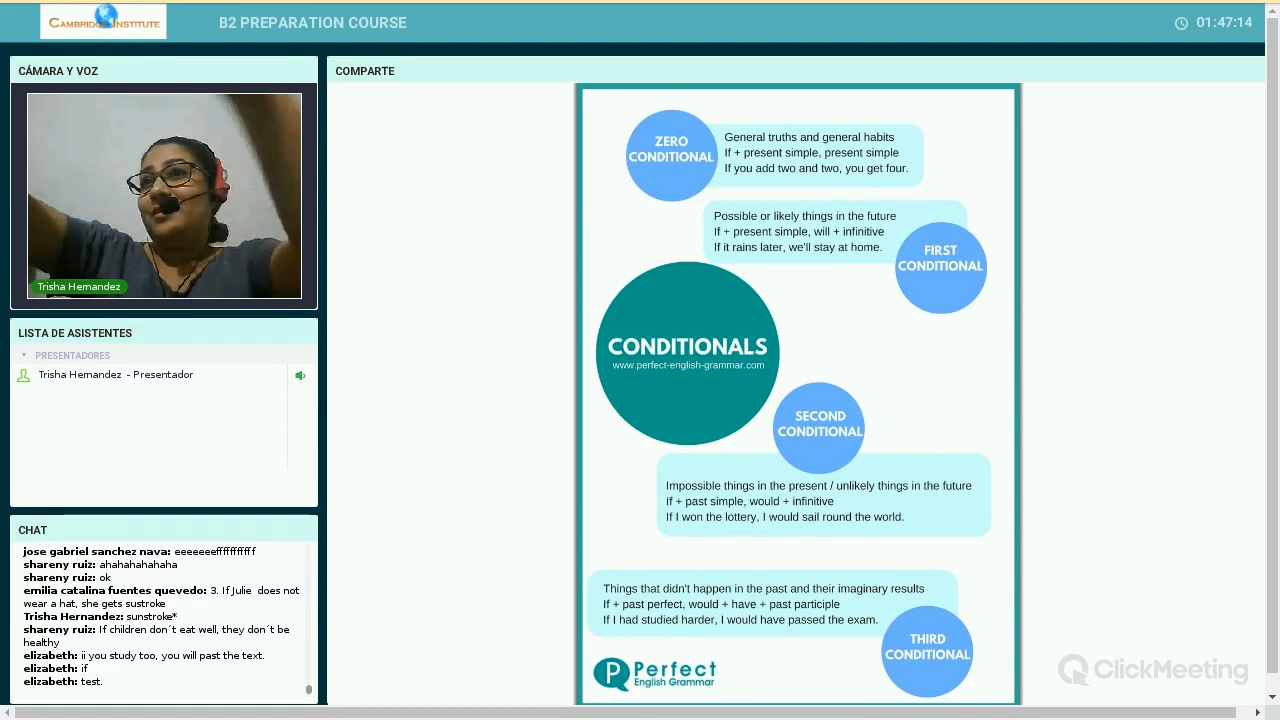 CAMBRIDGE INSTITUTE
B2 PREPARATION COURSE
01:47:14
CÁMARA Y VOZ
Trisha Hernandez
LISTA DE ASISTENTES
PRESENTADORES
Trisha Hernandez - Presentador
CHAT
jose gabriel sanchez nava: eeeeeeeffffffffff
shareny ruiz: ahahahahahaha
shareny ruiz: ok
emilia catalina fuentes quevedo: 3. If Julie does not
wear a hat, she gets sustroke
Trisha Hernandez: sunstroke*
shareny ruiz: If children don´t eat well, they don´t be
healthy
elizabeth: ii you study too, you will past the text.
elizabeth: if
elizabeth: test.
COMPARTE
ZERO
CONDITIONAL
General truths and general habits
If + present simple, present simple
If you add two and two, you get four.
Possible or likely things in the future
If + present simple, will + infinitive
If it rains later, we'll stay at home.
FIRST
CONDITIONAL
CONDITIONALS
www.perfect-english-grammar.com
SECOND
CONDITIONAL
Impossible things in the present / unlikely things in the future
If + past simple, would + infinitive
If I won the lottery, I would sail round the world.
Things that didn't happen in the past and their imaginary results
If + past perfect, would + have + past participle
If I had studied harder, I would have passed the exam.
THIRD
CONDITIONAL
P Perfect
English Grammar
ClickMeeting